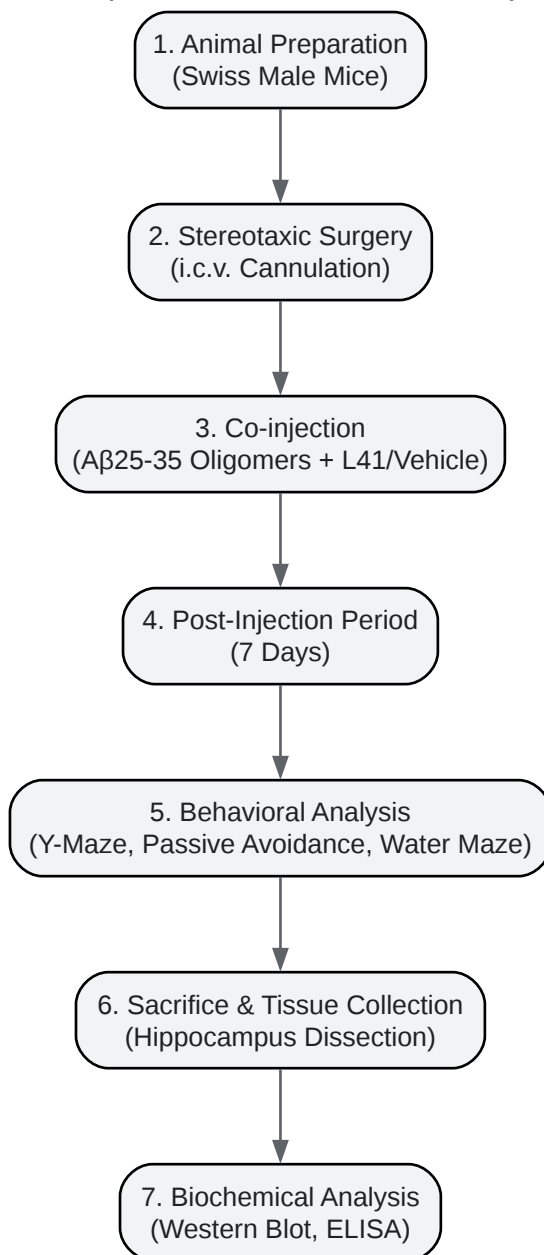 1. Animal Preparation
(Swiss Male Mice)
2. Stereotaxic Surgery
(i.c.v. Cannulation)
3. Co-injection
(Aβ25-35 Oligomers + L41/Vehicle)
4. Post-Injection Period
(7 Days)
5. Behavioral Analysis
(Y-Maze, Passive Avoidance, Water Maze)
6. Sacrifice & Tissue Collection
(Hippocampus Dissection)
7. Biochemical Analysis
(Western Blot, ELISA)